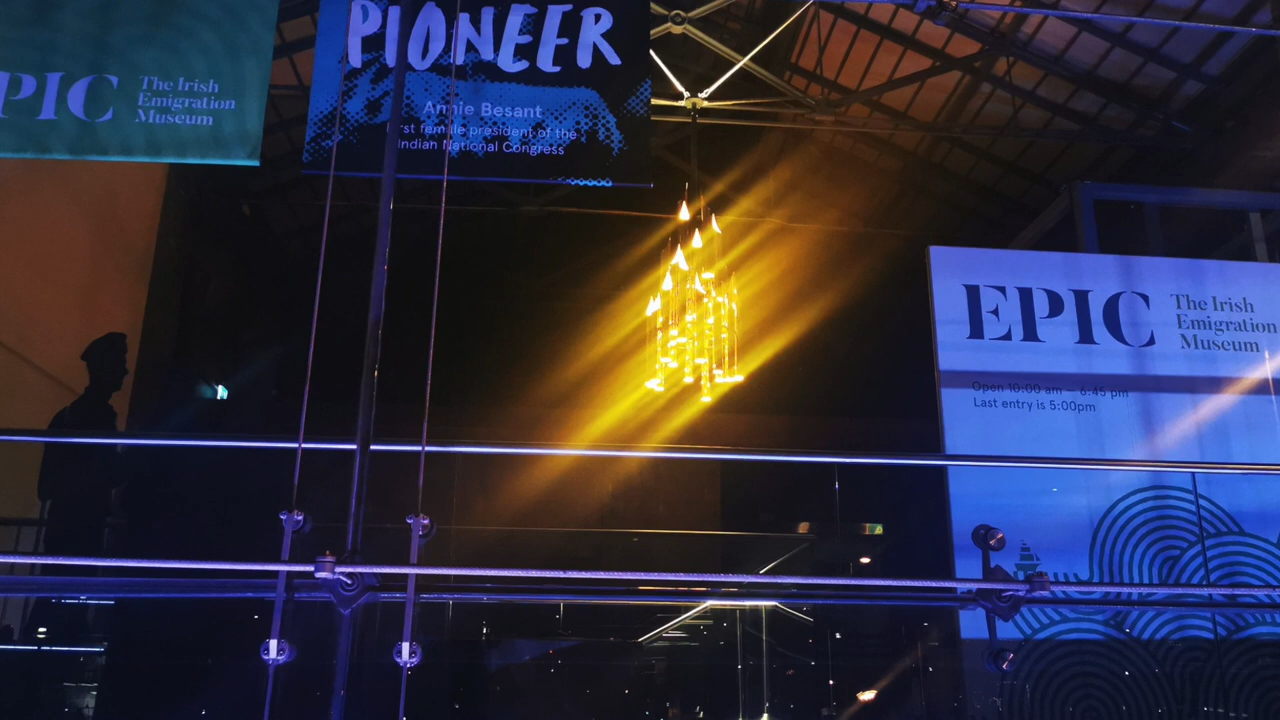 PIC
The Irish
Emigration
Museum
PIONEER
Annie Besant
rst female president of the
Indian National Congress
EPIC
The Irish
Emigration
Museum
Open 10:00 am – 6:45 pm
Last entry is 5:00pm